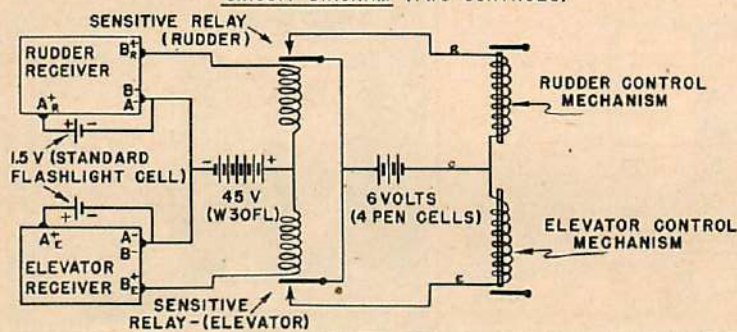 CIRCUIT DIAGRAM (TWO CONTROLS)
SENSITIVE RELAY
(RUDDER)
RUDDER
RECEIVER
B+R
B-
A+R
A-
+ -
1.5 V (STANDARD
FLASHLIGHT CELL)
+ -
- +
45 V
(W30FL)
6 VOLTS
(4 PEN CELLS)
R
C
E
e
RUDDER CONTROL
MECHANISM
ELEVATOR CONTROL
MECHANISM
A+E
A-
B-
ELEVATOR
RECEIVER
B+E
SENSITIVE
RELAY-(ELEVATOR)